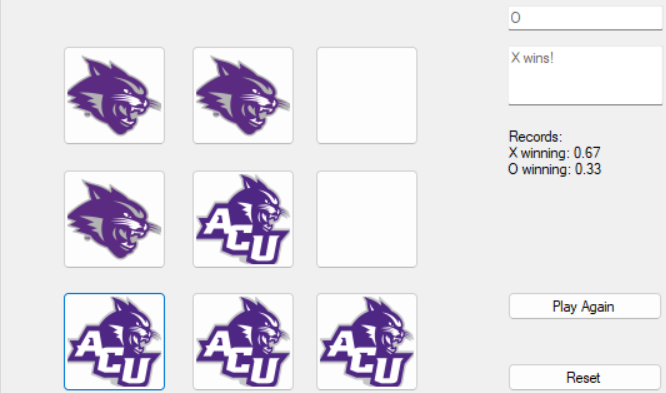 O
X wins!
Records:
X winning: 0.67
O winning: 0.33
ACU
ACU
ACU
ACU
Play Again
Reset